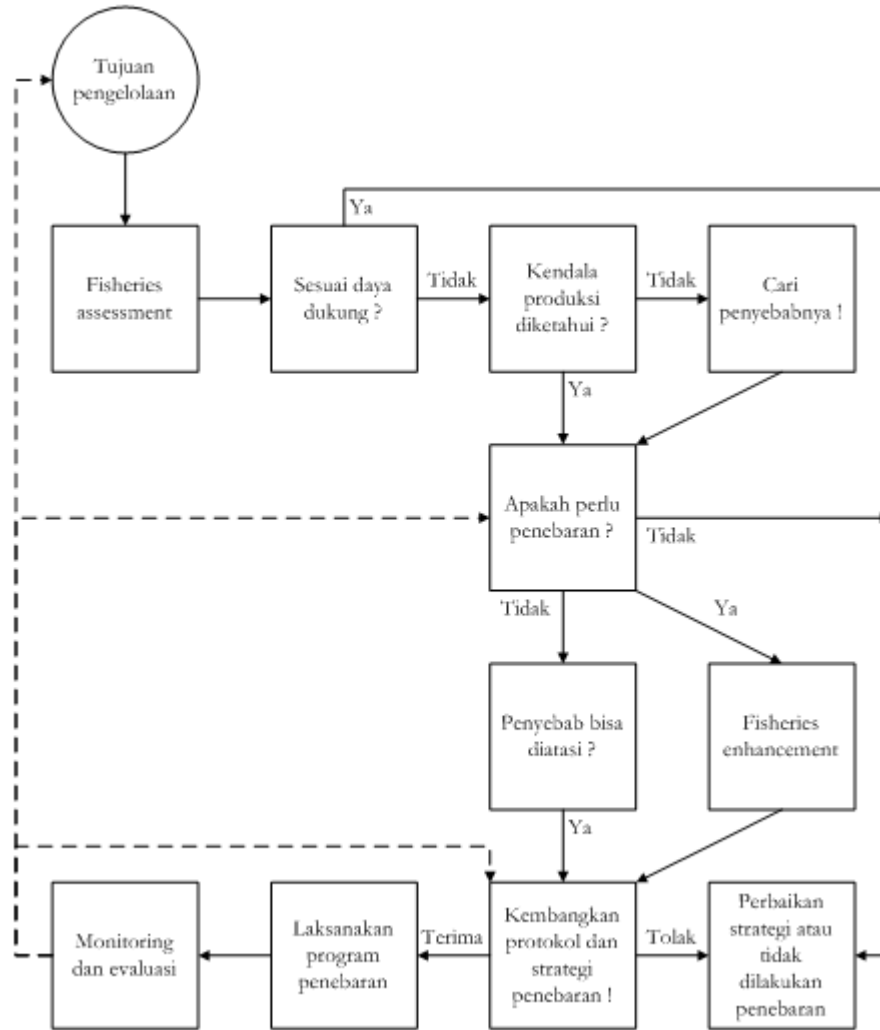 Tujuan
pengelolaan
Ya
Fisheries
assessment
Sesuai daya
dukung ?
Tidak
Kendala
produksi
diketahui ?
Tidak
Cari
penyebabnya !
Ya
Apakah perlu
penebaran ?
Tidak
Tidak
Ya
Penyebab bisa
diatasi ?
Fisheries
enhancement
Ya
Monitoring
dan evaluasi
Laksanakan
program
penebaran
Terima
Kembangkan
protokol dan
strategi
penebaran !
Tolak
Perbaikan
strategi atau
tidak
dilakukan
penebaran